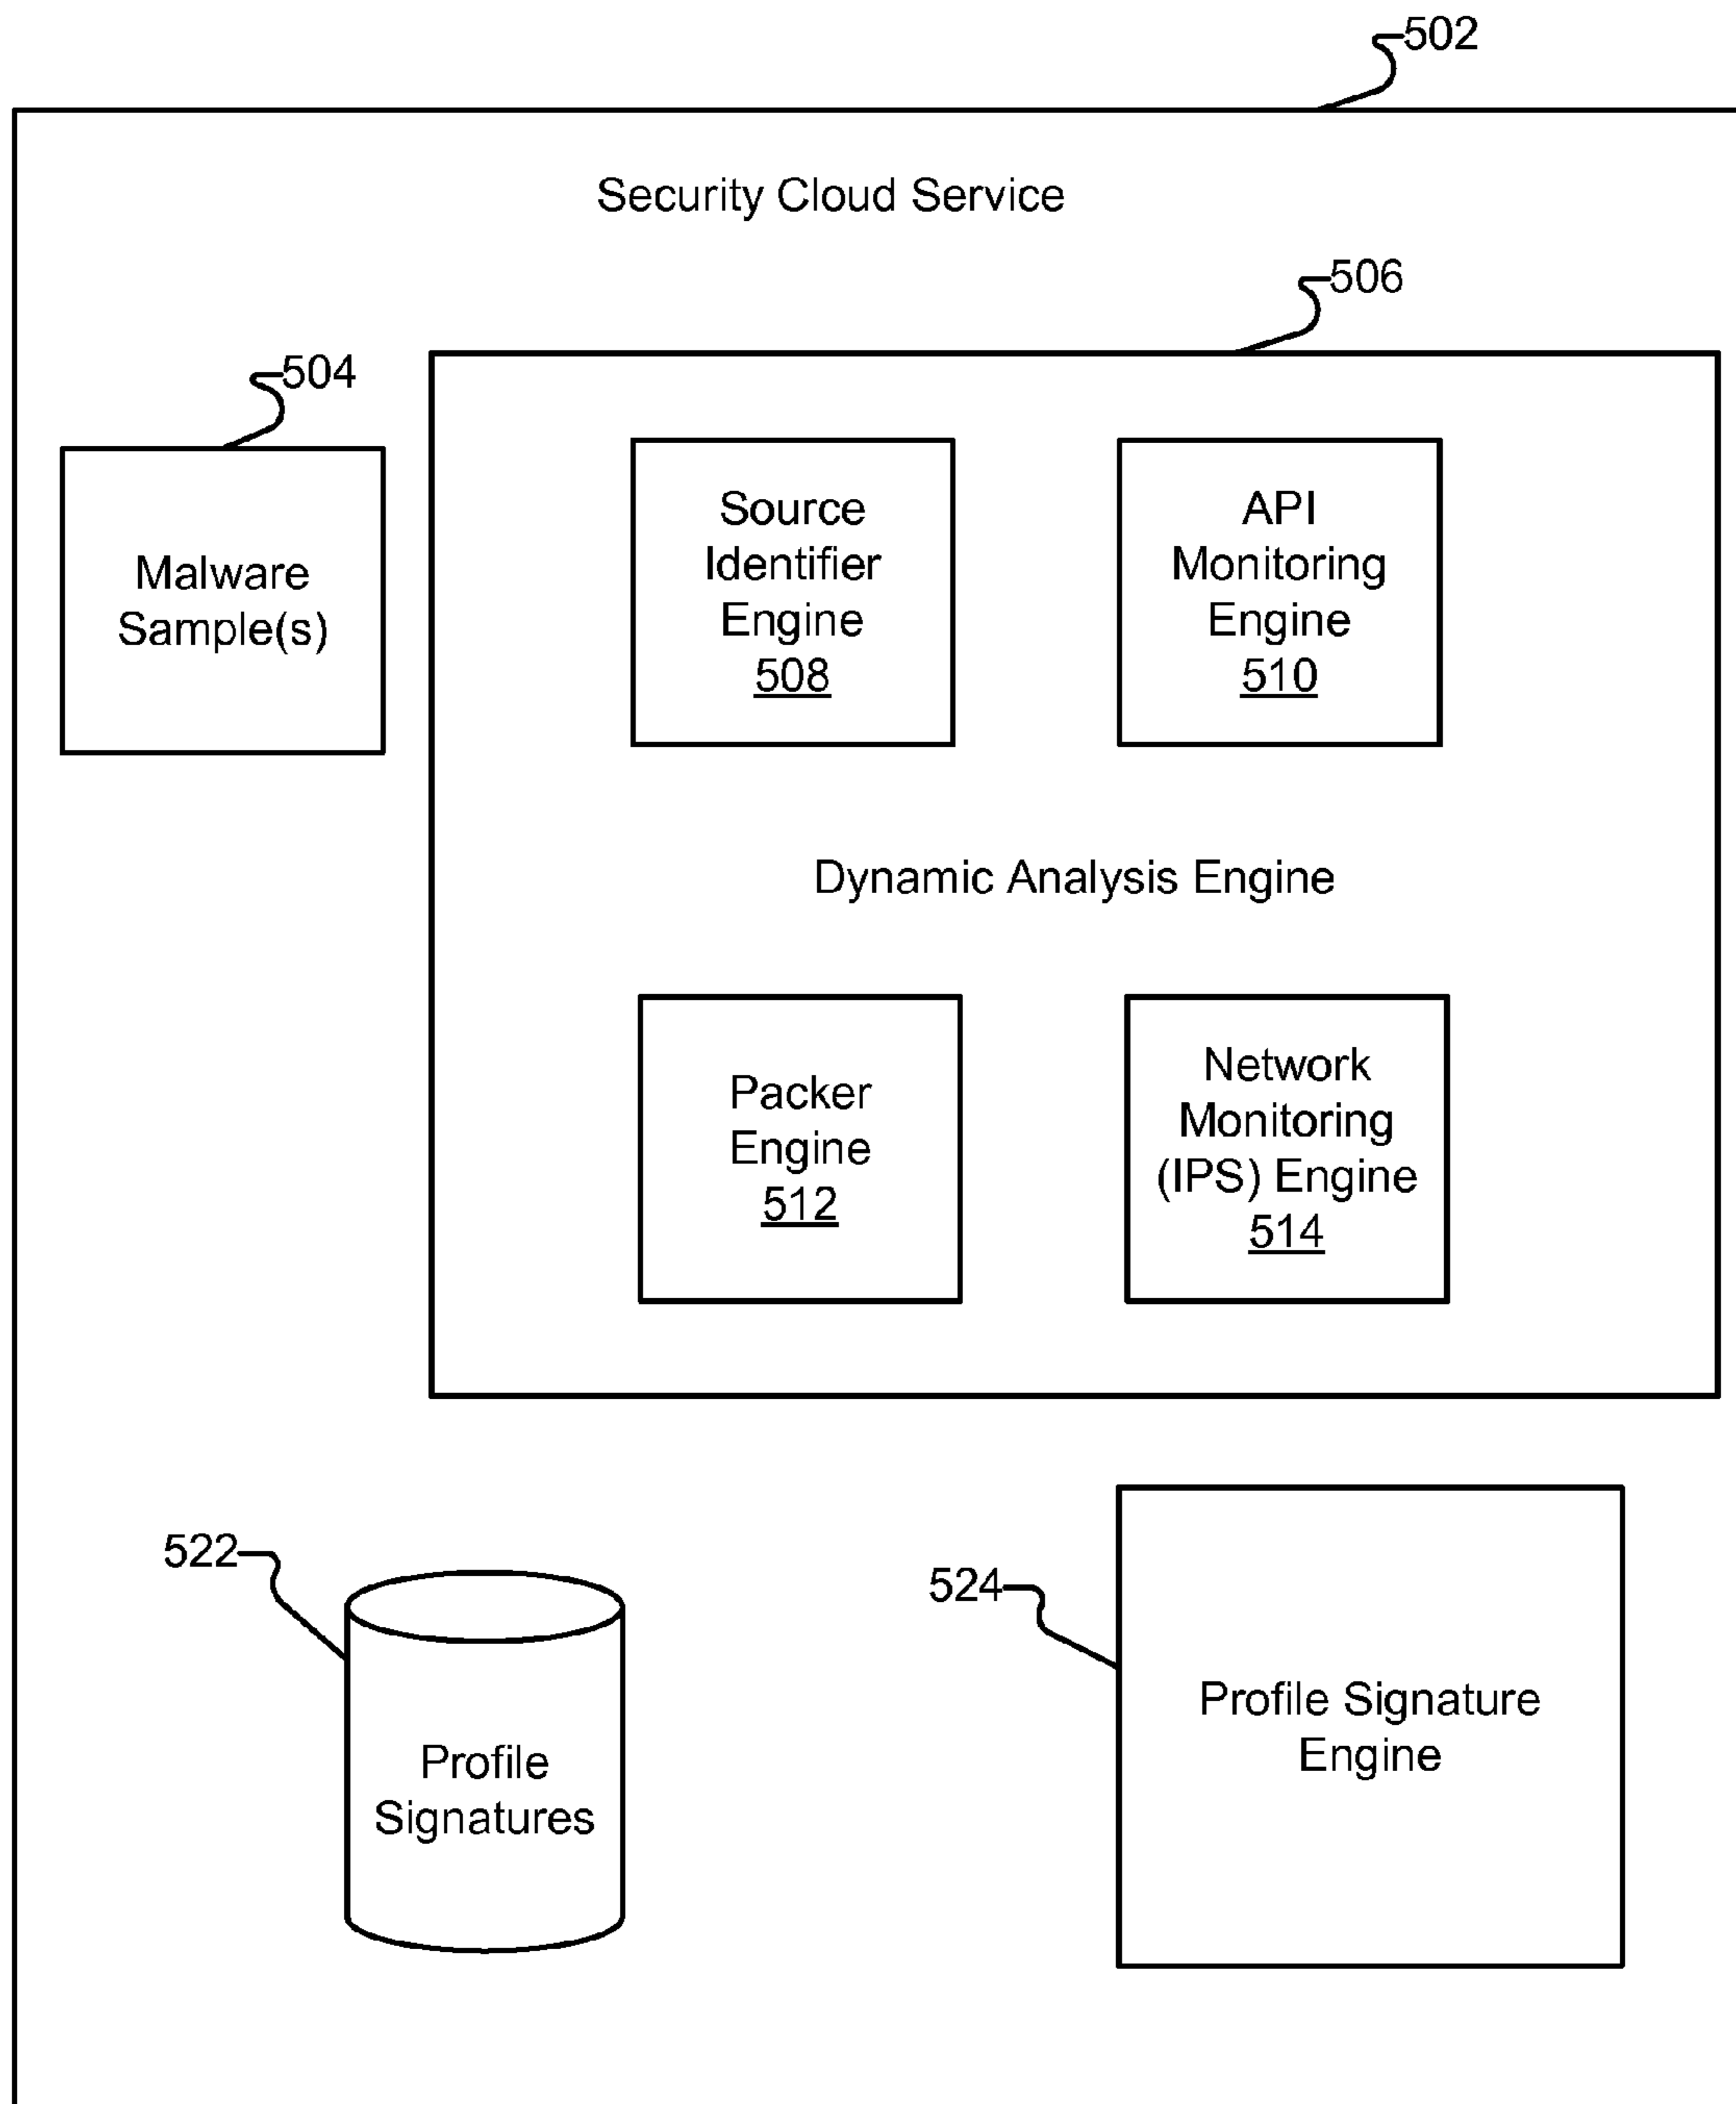 502
Security Cloud Service
506
504
Malware
Sample(s)
Source
Identifier
Engine
508
API
Monitoring
Engine
510
Dynamic Analysis Engine
Packer
Engine
512
Network
Monitoring
(IPS) Engine
514
522
Profile
Signatures
524
Profile Signature
Engine